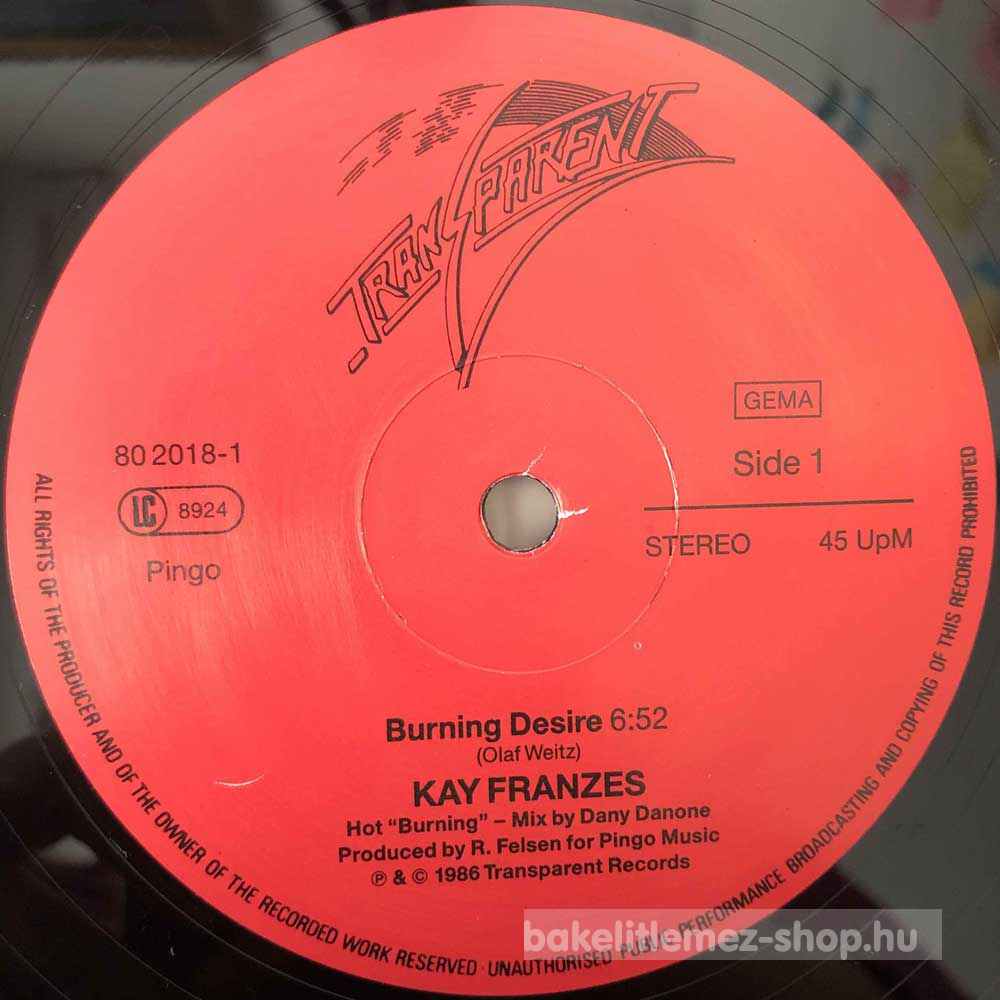 TRANSPARENT
GEMA
80 2018-1
Side 1
LC 8924
STEREO 45 UpM
Pingo
Burning Desire 6:52
(Olaf Weitz)
KAY FRANZES
Hot "Burning" – Mix by Dany Danone
Produced by R. Felsen for Pingo Music
℗ & © 1986 Transparent Records
ALL RIGHTS OF THE PRODUCER AND OF THE OWNER OF THE RECORDED WORK RESERVED · UNAUTHORISED PUBLIC PERFORMANCE BROADCASTING AND COPYING OF THIS RECORD PROHIBITED
bakelitlemez-shop.hu